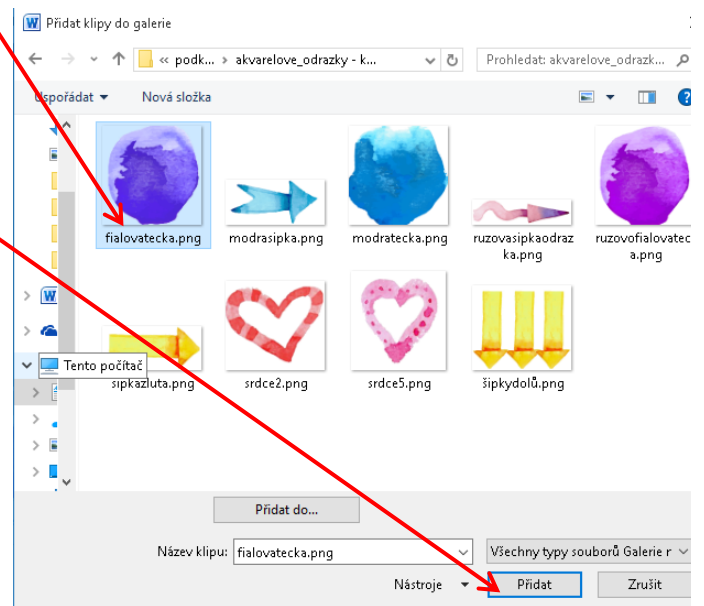 Přidat klipy do galerie
« podk... › akvarelove_odrazky - k...
Prohledat: akvarelove_odrazk...
Uspořádat
Nová složka
fialovatecka.png
modrasipka.png
modratecka.png
ruzovasipkaodraz
ka.png
ruzovofialovatec
a.png
Tento počítač
sipkazluta.png
srdce2.png
srdce5.png
šipkydolů.png
Přidat do...
Název klipu:
fialovatecka.png
Všechny typy souborů Galerie r
Nástroje
Přidat
Zrušit